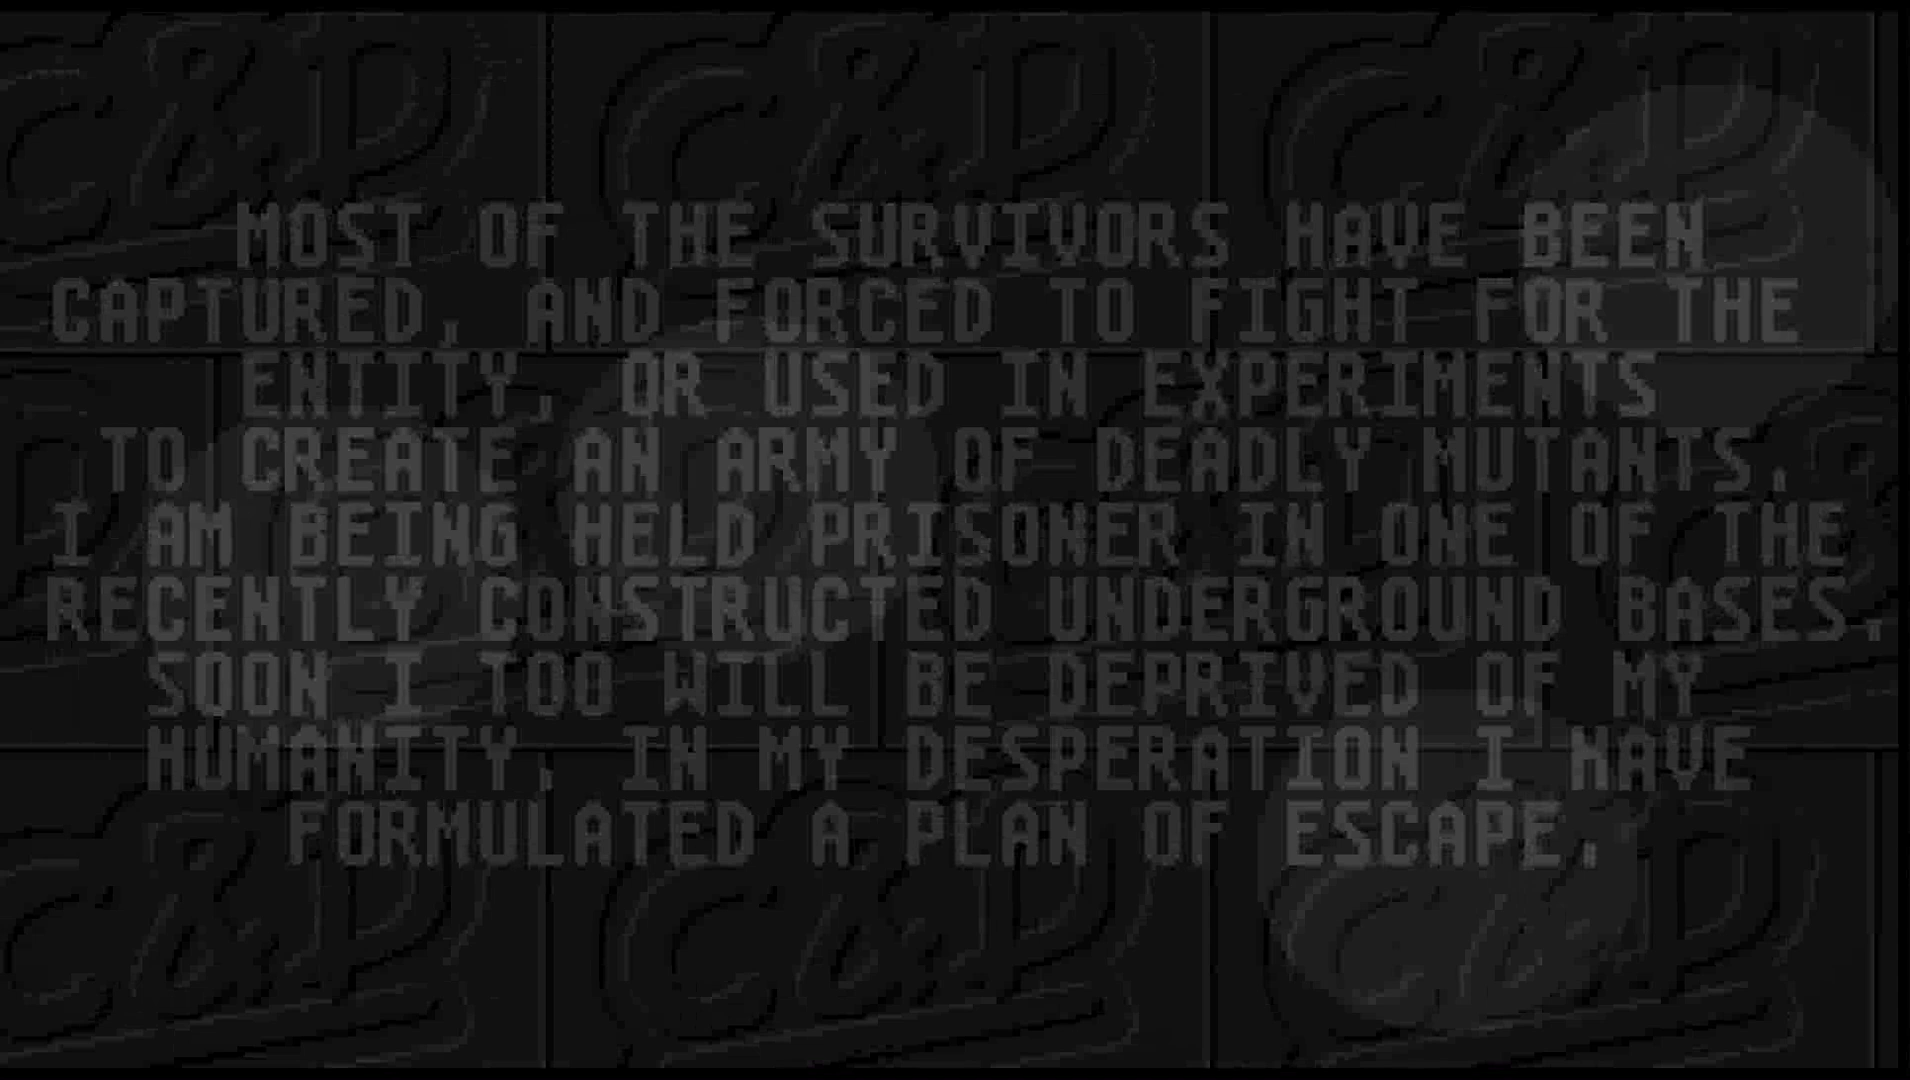 MOST OF THE SURVIVORS HAVE BEEN
CAPTURED, AND FORCED TO FIGHT FOR THE
ENTITY, OR USED IN EXPERIMENTS
TO CREATE AN ARMY OF DEADLY MUTANTS.
I AM BEING HELD PRISONER IN ONE OF THE
RECENTLY CONSTRUCTED UNDERGROUND BASES.
SOON I TOO WILL BE DEPRIVED OF MY
HUMANITY, IN MY DESPERATION I HAVE
FORMULATED A PLAN OF ESCAPE.